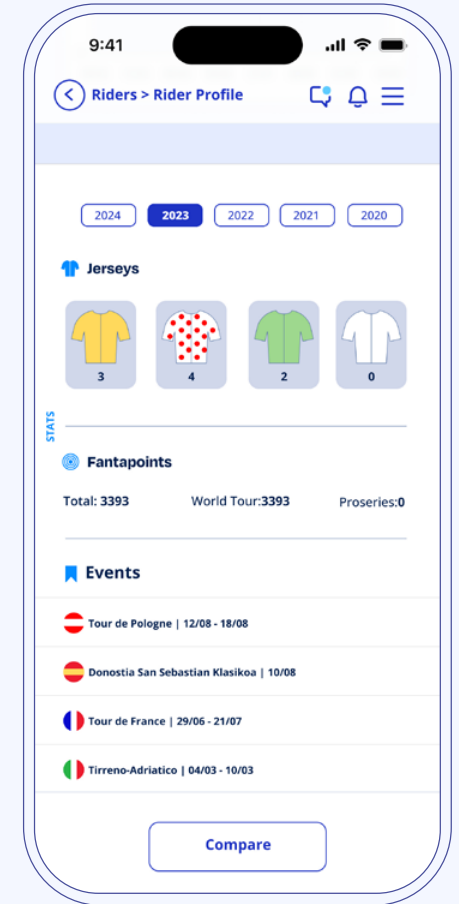 9:41
Riders > Rider Profile
2024 2023 2022 2021 2020
Jerseys
3 4 2 0
STATS
Fantapoints
Total: 3393 World Tour:3393 Proseries:0
Events
Tour de Pologne | 12/08 - 18/08
Donostia San Sebastian Klasikoa | 10/08
Tour de France | 29/06 - 21/07
Tirreno-Adriatico | 04/03 - 10/03
Compare